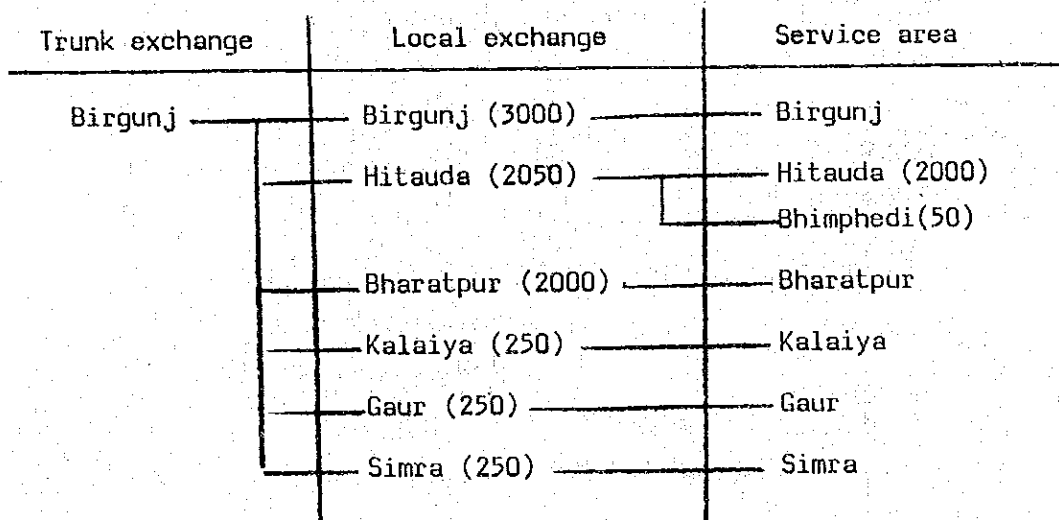 Trunk exchange Local exchange Service area
Birgunj Birgunj (3000) Birgunj
Hitauda (2050) Hitauda (2000)
Bhimphedi(50)
Bharatpur (2000) Bharatpur
Kalaiya (250) Kalaiya
Gaur (250) Gaur
Simra (250) Simra